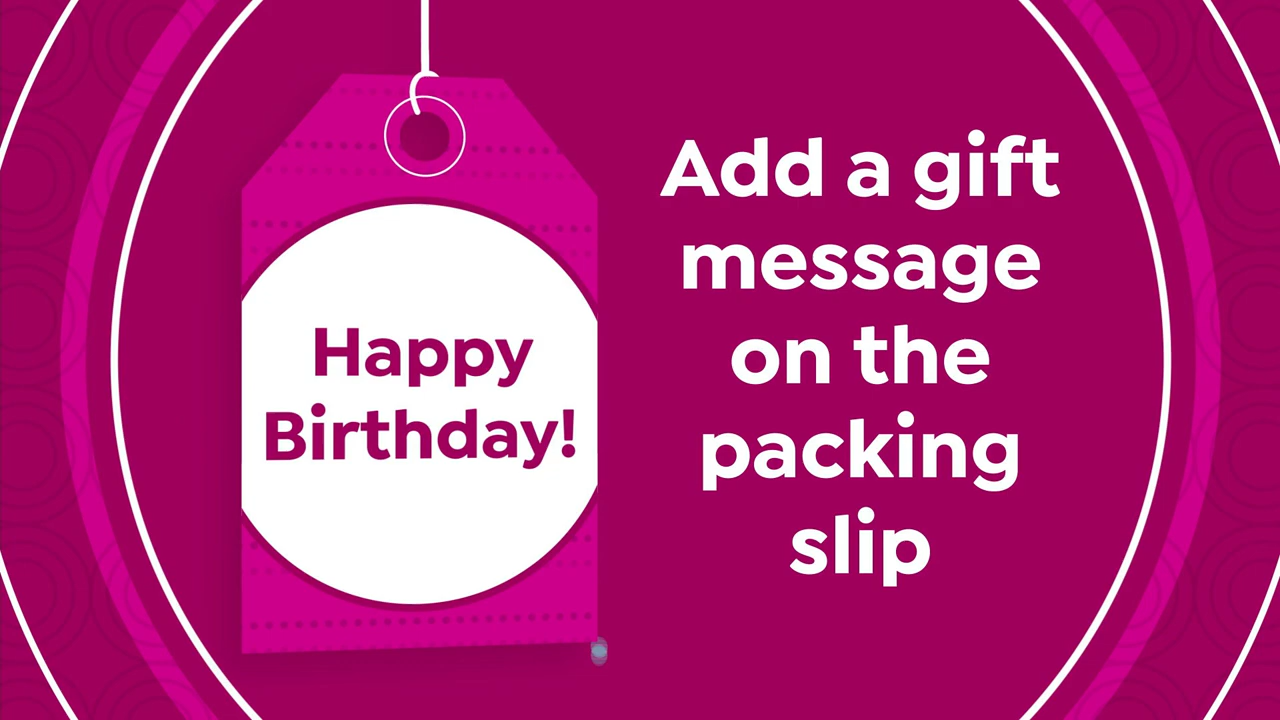 Happy
Birthday!
Add a gift
message
on the
packing
slip